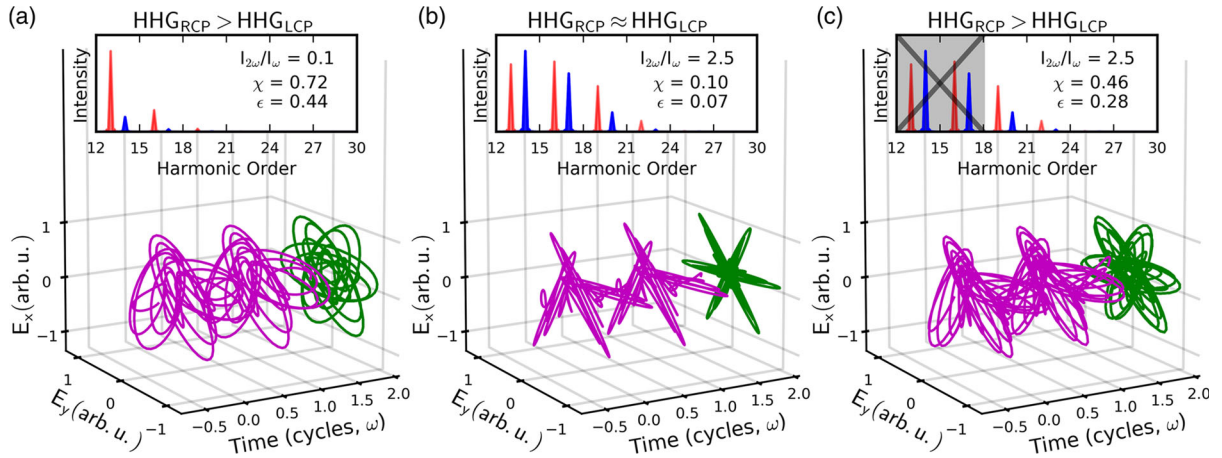 (a)
HHG_RCP > HHG_LCP
Intensity
I_2ω/I_ω = 0.1
χ = 0.72
ϵ = 0.44
12 15 18 21 24 27 30
Harmonic Order
E_x(arb. u.)
1
0
−1
E_y(arb. u.)
1
0
−1
−0.5 0.0 0.5 1.0 1.5 2.0
Time (cycles, ω)
(b)
HHG_RCP ≈ HHG_LCP
Intensity
I_2ω/I_ω = 2.5
χ = 0.10
ϵ = 0.07
12 15 18 21 24 27 30
Harmonic Order
E_x(arb. u.)
1
0
−1
E_y(arb. u.)
1
0
−1
−0.5 0.0 0.5 1.0 1.5 2.0
Time (cycles, ω)
(c)
HHG_RCP > HHG_LCP
Intensity
I_2ω/I_ω = 2.5
χ = 0.46
ϵ = 0.28
12 15 18 21 24 27 30
Harmonic Order
E_x(arb. u.)
1
0
−1
E_y(arb. u.)
1
0
−1
−0.5 0.0 0.5 1.0 1.5 2.0
Time (cycles, ω)